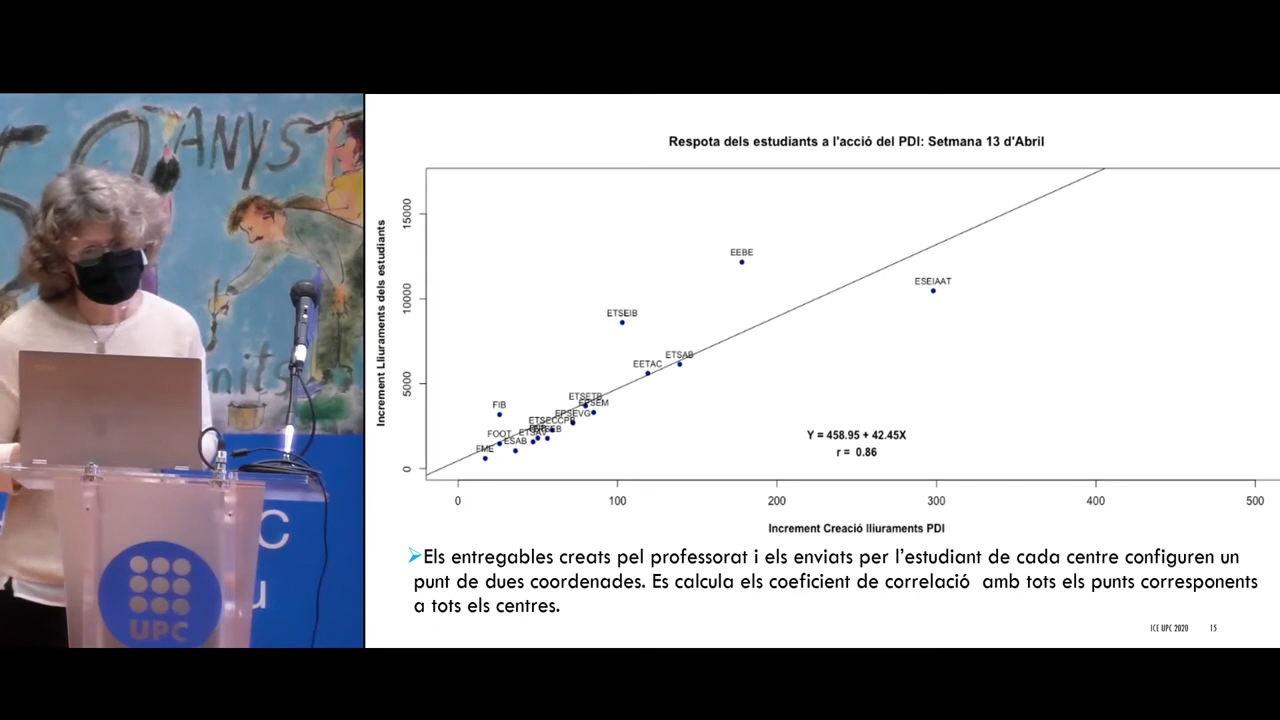 ANYS
C
u
UPC
Respota dels estudiants a l'acció del PDI: Setmana 13 d'Abril
Increment Lliuraments dels estudiants
15000
10000
5000
0
EEBE
ESEIAAT
ETSEIB
ETSAB
EETAC
ETSETB
EPSEM
FIB
EPSEVG
ETSECCPB
FOOT
ESAB
FME
Y = 458.95 + 42.45X
r = 0.86
0 100 200 300 400 500
Increment Creació lliuraments PDI
Els entregables creats pel professorat i els enviats per l'estudiant de cada centre configuren un
punt de dues coordenades. Es calcula els coeficient de correlació amb tots els punts corresponents
a tots els centres.
ICE UPC 2020 15